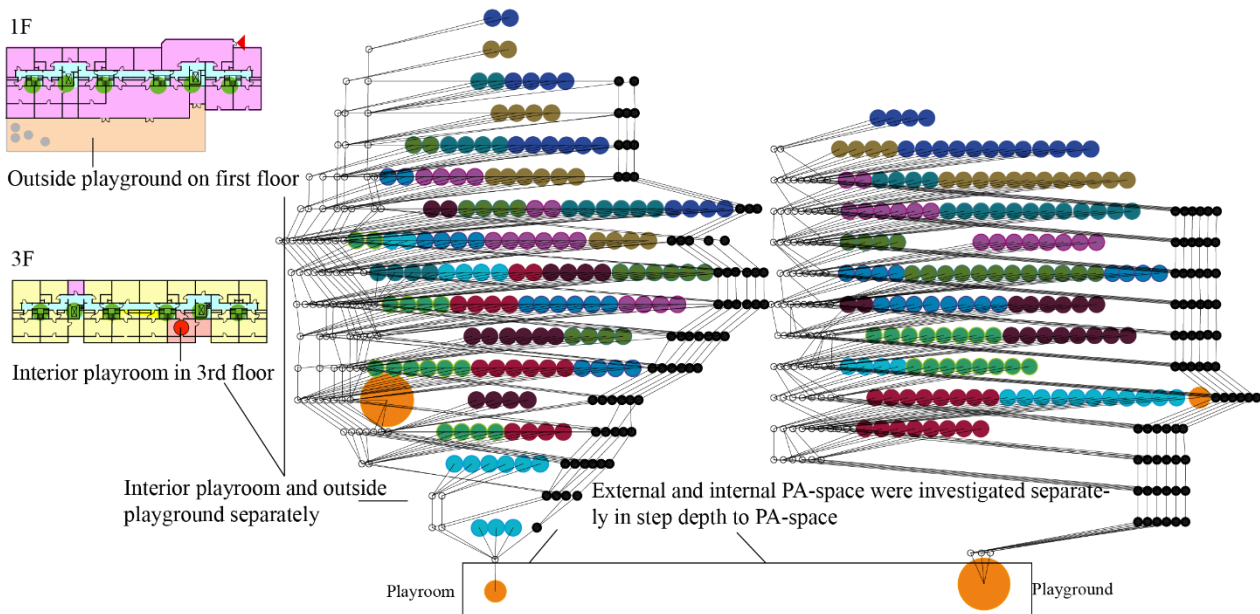 1F
Outside playground on first floor
3F
Interior playroom in 3rd floor
Interior playroom and outside
playground separately
External and internal PA-space were investigated separate-
ly in step depth to PA-space
Playroom
Playground